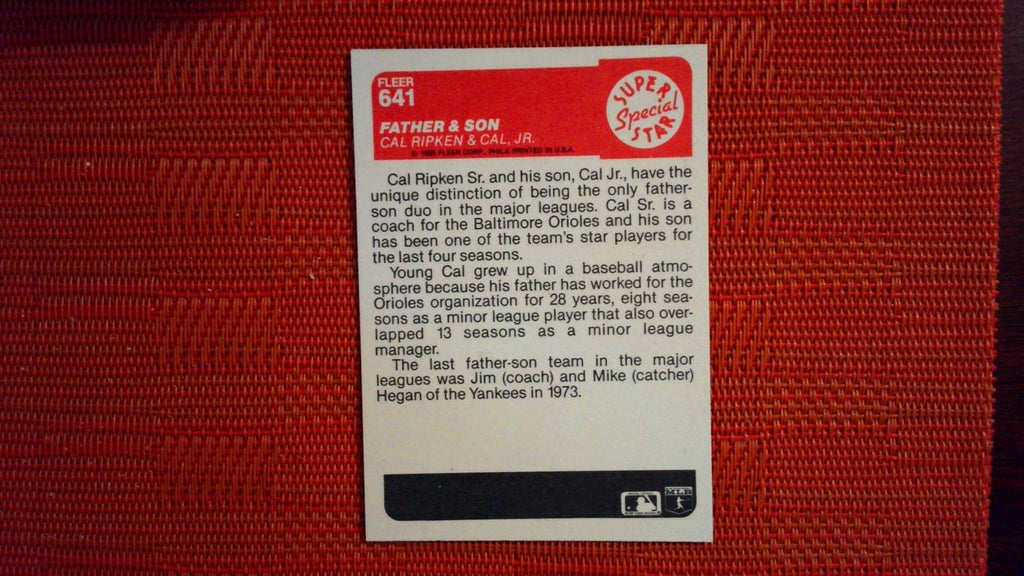 FLEER
641
SUPER
Special
STAR
FATHER & SON
CAL RIPKEN & CAL, JR.
© 1985 FLEER CORP., PHILA. PRINTED IN U.S.A.
Cal Ripken Sr. and his son, Cal Jr., have the
unique distinction of being the only father-
son duo in the major leagues. Cal Sr. is a
coach for the Baltimore Orioles and his son
has been one of the team's star players for
the last four seasons.
Young Cal grew up in a baseball atmo-
sphere because his father has worked for the
Orioles organization for 28 years, eight sea-
sons as a minor league player that also over-
lapped 13 seasons as a minor league
manager.
The last father-son team in the major
leagues was Jim (coach) and Mike (catcher)
Hegan of the Yankees in 1973.